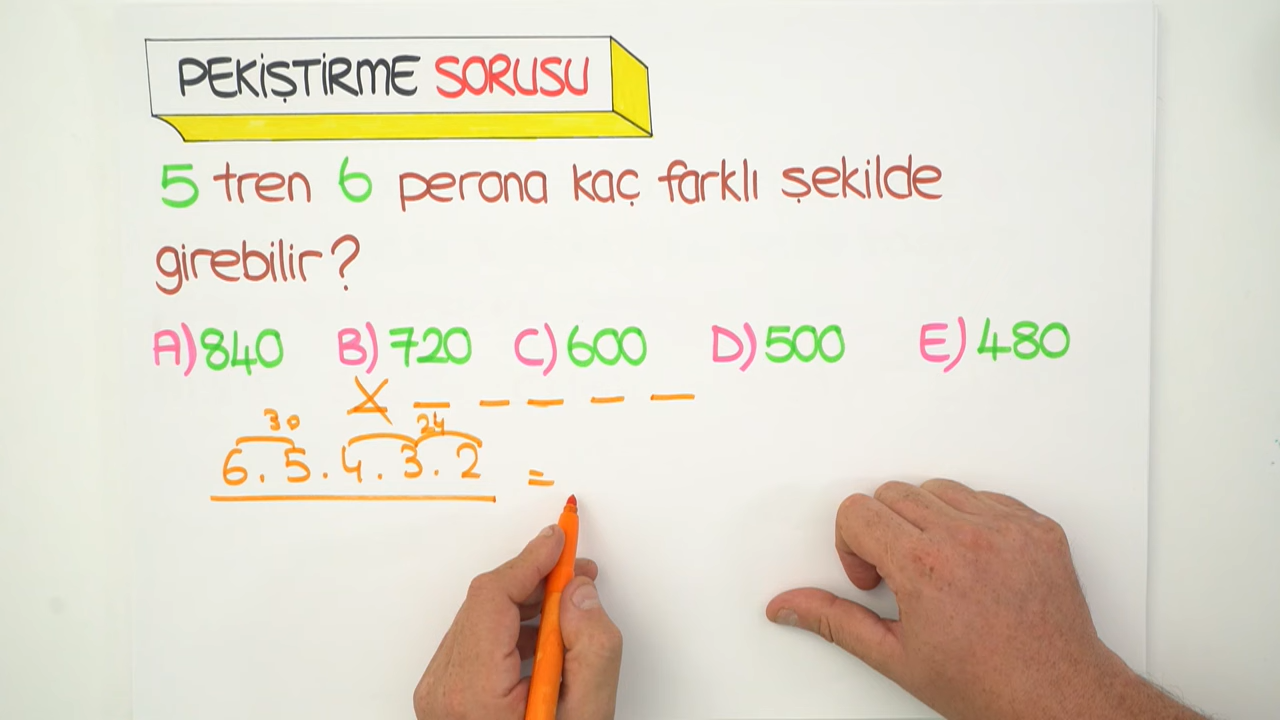 PEKİŞTİRME SORUSU
5 tren 6 perona kaç farklı şekilde
girebilir?
A) 840 B) 720 C) 600 D) 500 E) 480
30 24
6 . 5 . 4 . 3 . 2 =